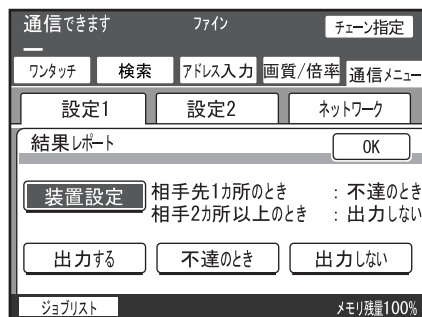 通信できます ファイン チェーン指定
ワンタッチ 検索 アドレス入力 画質/倍率 通信メニュー
設定1 設定2 ネットワーク
結果レポート OK
装置設定 相手先1カ所のとき : 不達のとき
相手2カ所以上のとき : 出力しない
出力する 不達のとき 出力しない
ジョブリスト メモリ残量100%